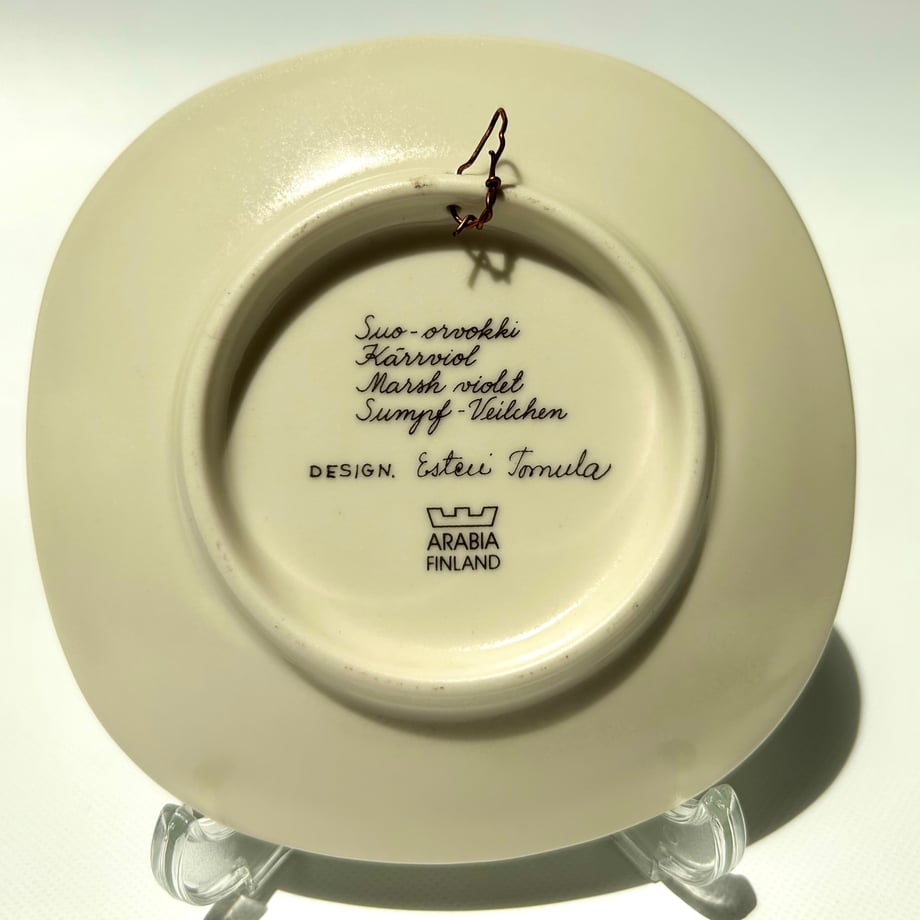 Suo-orvokki
Kärrviol
Marsh violet
Sumpf-Veilchen
DESIGN. Esteri Tomula
ARABIA
FINLAND